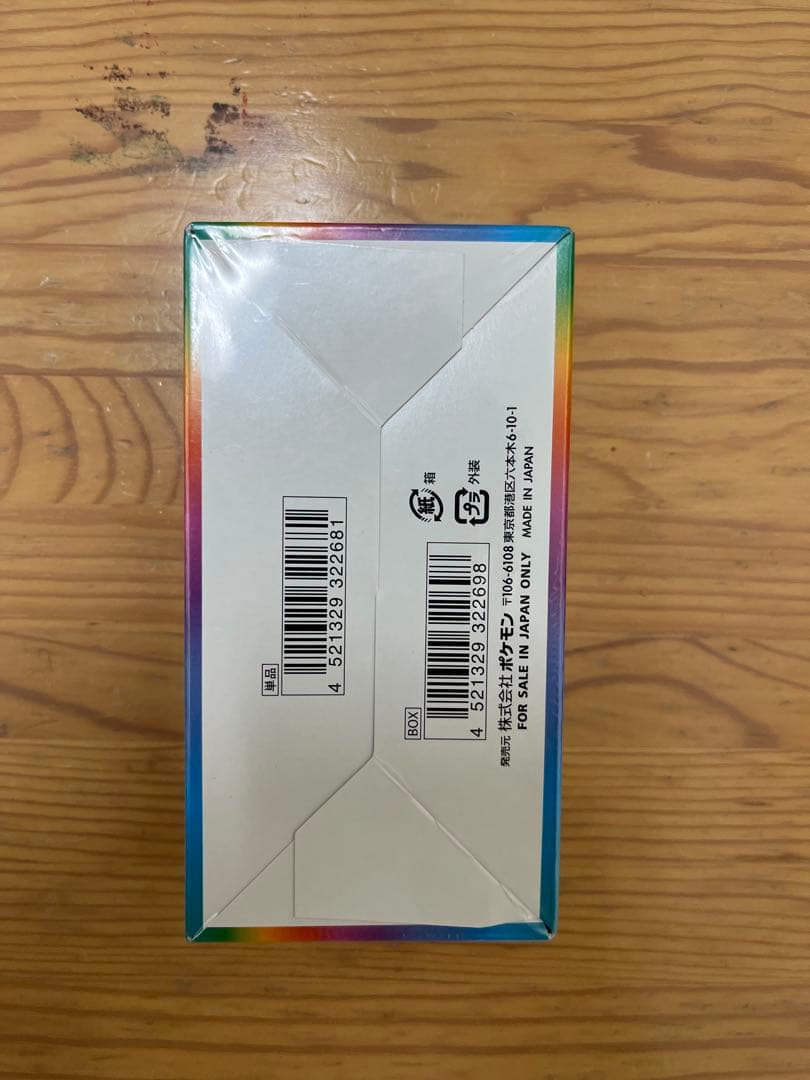 単品
4 521329 322681
BOX
4 521329 322698
紙 箱
プラ 外装
発売元 株式会社 ポケモン 〒106-6108 東京都港区六本木6-10-1
FOR SALE IN JAPAN ONLY MADE IN JAPAN